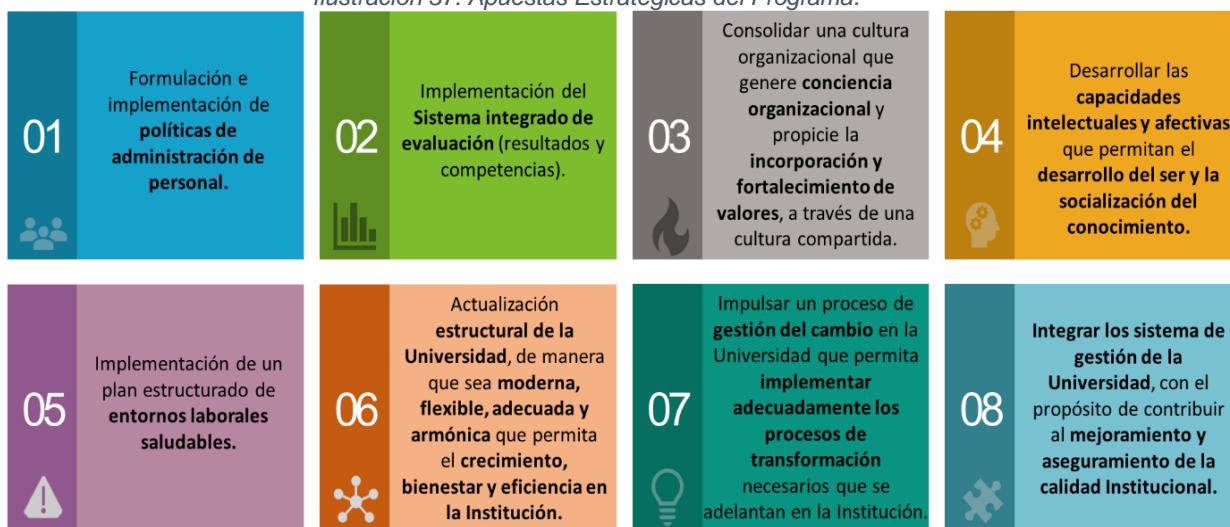 Ilustración 37. Apuestas Estratégicas del Programa.
01
Formulación e
implementación de
políticas de
administración de
personal.
02
Implementación del
Sistema integrado de
evaluación (resultados y
competencias).
03
Consolidar una cultura
organizacional que
genere conciencia
organizacional y
propicie la
incorporación y
fortalecimiento de
valores, a través de una
cultura compartida.
04
Desarrollar las
capacidades
intelectuales y afectivas
que permitan el
desarrollo del ser y la
socialización del
conocimiento.
05
Implementación de un
plan estructurado de
entornos laborales
saludables.
06
Actualización
estructural de la
Universidad, de manera
que sea moderna,
flexible, adecuada y
armónica que permita
el crecimiento,
bienestar y eficiencia en
la Institución.
07
Impulsar un proceso de
gestión del cambio en la
Universidad que permita
implementar
adecuadamente los
procesos de
transformación
necesarios que se
adelantan en la Institución.
08
Integrar los sistema de
gestión de la
Universidad, con el
propósito de contribuir
al mejoramiento y
aseguramiento de la
calidad Institucional.